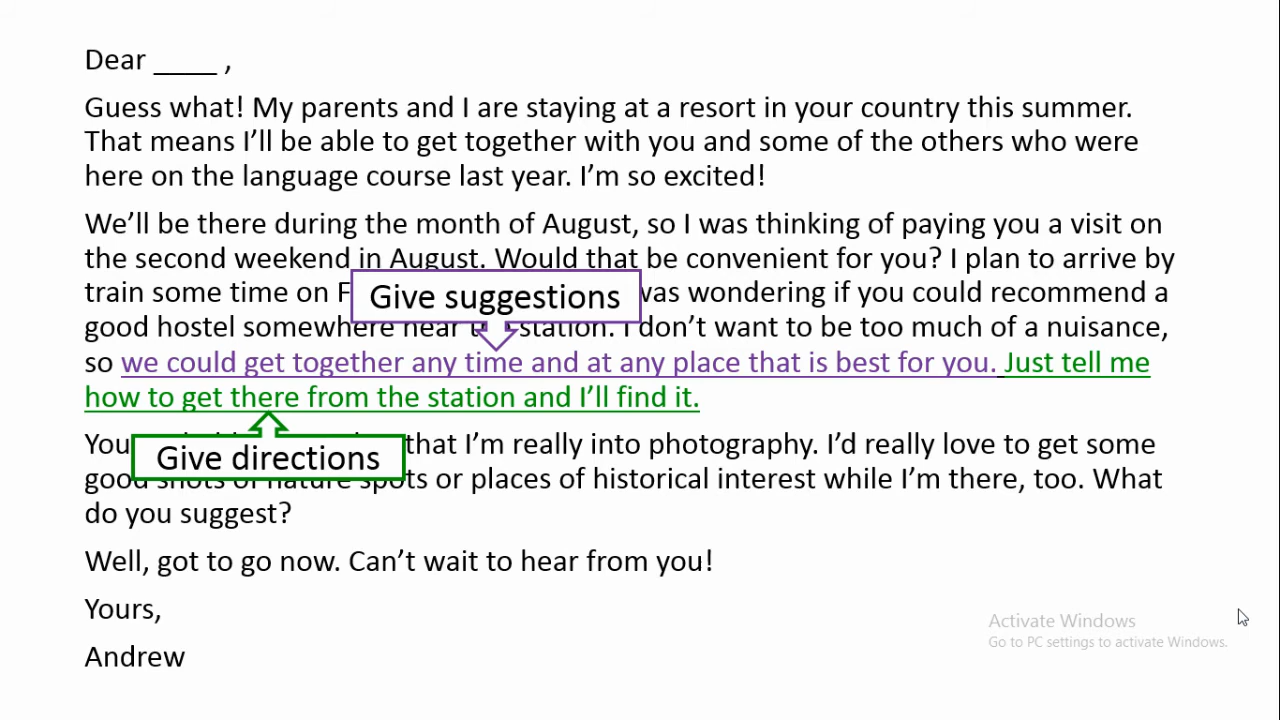 Dear ____ ,
Guess what! My parents and I are staying at a resort in your country this summer.
That means I’ll be able to get together with you and some of the others who were
here on the language course last year. I’m so excited!
We’ll be there during the month of August, so I was thinking of paying you a visit on
the second weekend in August. Would that be convenient for you? I plan to arrive by
train some time on
Give suggestions
was wondering if you could recommend a
good hostel somewhere near station. I don’t want to be too much of a nuisance,
so we could get together any time and at any place that is best for you. Just tell me
how to get there from the station and I’ll find it.
You
Give directions
that I’m really into photography. I’d really love to get some
good shots of nature spots or places of historical interest while I’m there, too. What
do you suggest?
Well, got to go now. Can’t wait to hear from you!
Yours,
Activate Windows
Go to PC settings to activate Windows.
Andrew